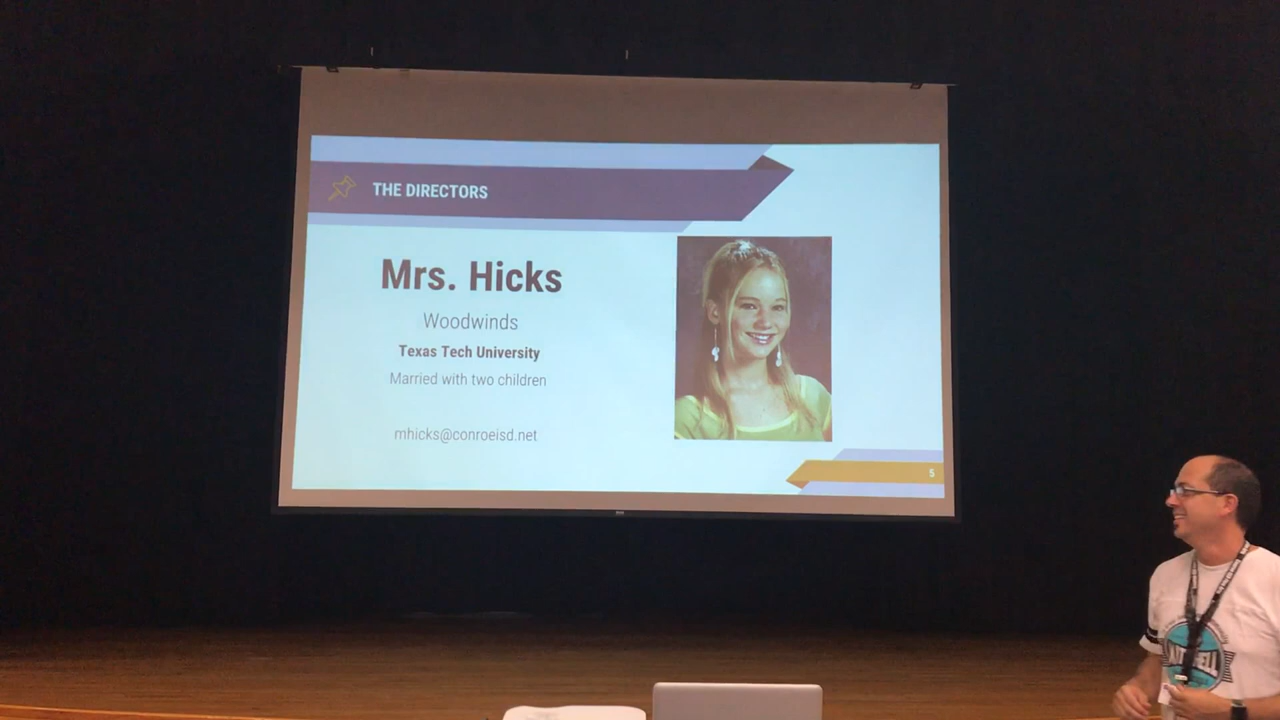 THE DIRECTORS
Mrs. Hicks
Woodwinds
Texas Tech University
Married with two children
mhicks@conroeisd.net
5